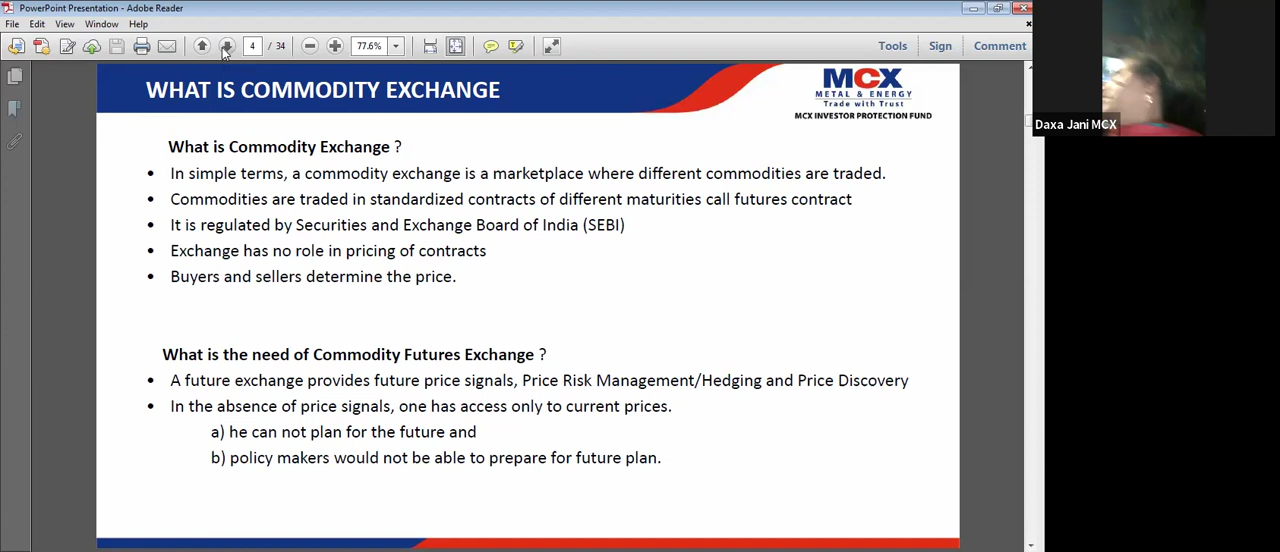 PowerPoint Presentation - Adobe Reader
File Edit View Window Help
4 / 34 77.6% Tools Sign Comment
WHAT IS COMMODITY EXCHANGE
MCX
METAL & ENERGY
Trade with Trust
MCX INVESTOR PROTECTION FUND
Daxa Jani MCX
What is Commodity Exchange ?
• In simple terms, a commodity exchange is a marketplace where different commodities are traded.
• Commodities are traded in standardized contracts of different maturities call futures contract
• It is regulated by Securities and Exchange Board of India (SEBI)
• Exchange has no role in pricing of contracts
• Buyers and sellers determine the price.
What is the need of Commodity Futures Exchange ?
• A future exchange provides future price signals, Price Risk Management/Hedging and Price Discovery
• In the absence of price signals, one has access only to current prices.
a) he can not plan for the future and
b) policy makers would not be able to prepare for future plan.